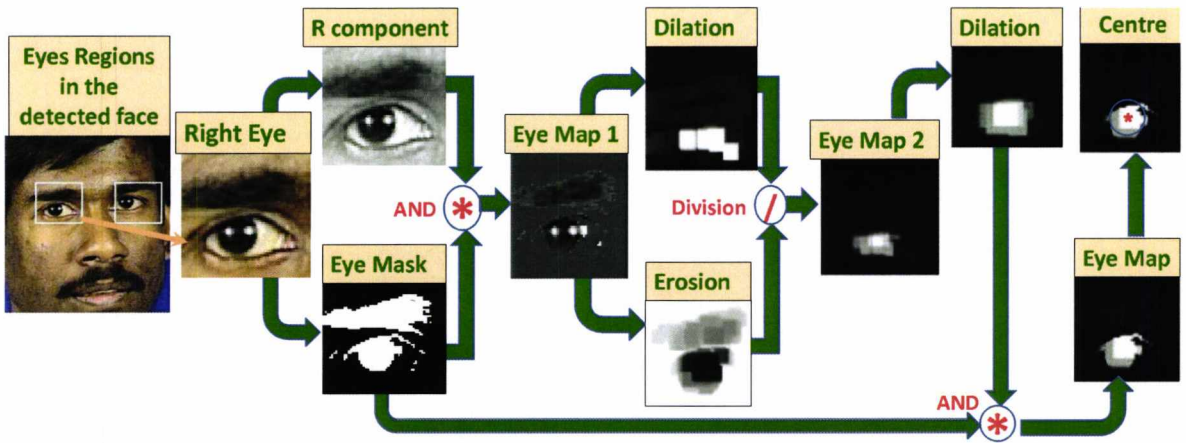 Eyes Regions
in the
detected face
Right Eye
R component
AND
*
Eye Mask
Eye Map 1
Dilation
Division
/
Erosion
Eye Map 2
Dilation
AND
*
Eye Map
Centre
*